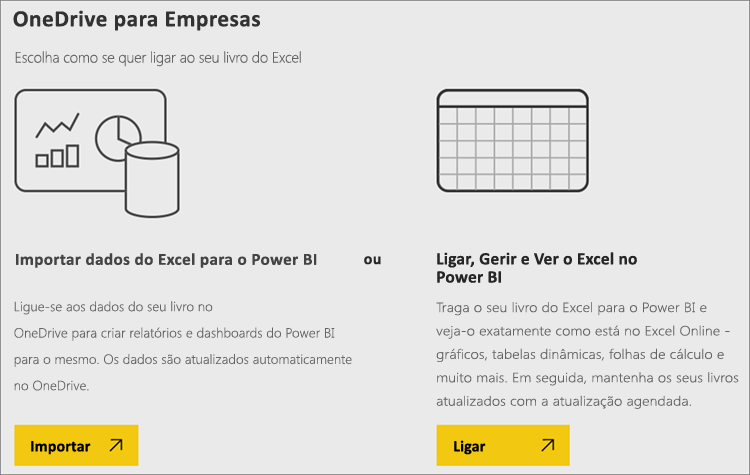 OneDrive para Empresas
Escolha como se quer ligar ao seu livro do Excel
Importar dados do Excel para o Power BI
ou
Ligar, Gerir e Ver o Excel no
Power BI
Ligue-se aos dados do seu livro no
OneDrive para criar relatórios e dashboards do Power BI
para o mesmo. Os dados são atualizados automaticamente
no OneDrive.
Traga o seu livro do Excel para o Power BI e
veja-o exatamente como está no Excel Online -
gráficos, tabelas dinâmicas, folhas de cálculo e
muito mais. Em seguida, mantenha os seus livros
atualizados com a atualização agendada.
Importar
Ligar